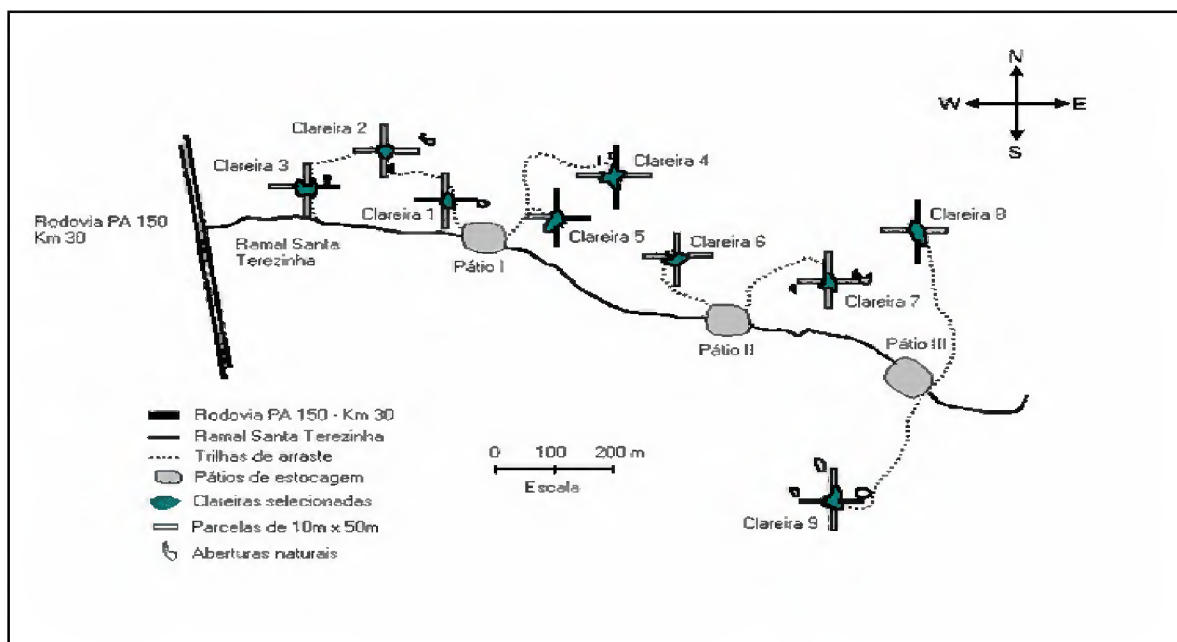 N
W E
S
Clareira 2
Clareira 3
Clareira 4
Clareira 1
Clareira 5
Clareira 6
Clareira 8
Clareira 7
Rodovia PA 150
Km 30
Ramal Santa
Terezinha
Pátio I
Pátio II
Pátio III
Clareira 9
Rodovia PA 150 - Km 30
Ramal Santa Terezinha
Trilhas de arraste
Pátios de estocagem
Clareiras selecionadas
Parcelas de 10m x 50m
Aberturas naturais
0 100 200 m
Escala